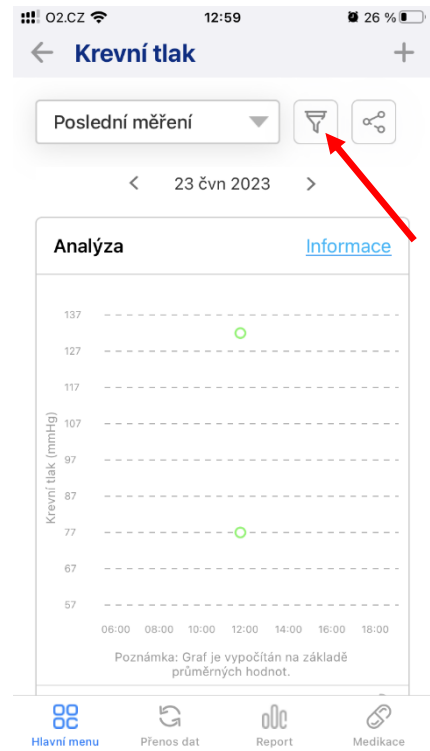 O2.CZ 12:59 26 %
Krevní tlak
Poslední měření
23 čvn 2023
Analýza Informace
137
127
117
107
97
87
77
67
57
Krevní tlak (mmHg)
06:00 08:00 10:00 12:00 14:00 16:00 18:00
Poznámka: Graf je vypočítán na základě
průměrných hodnot.
Hlavní menu Přenos dat Report Medikace